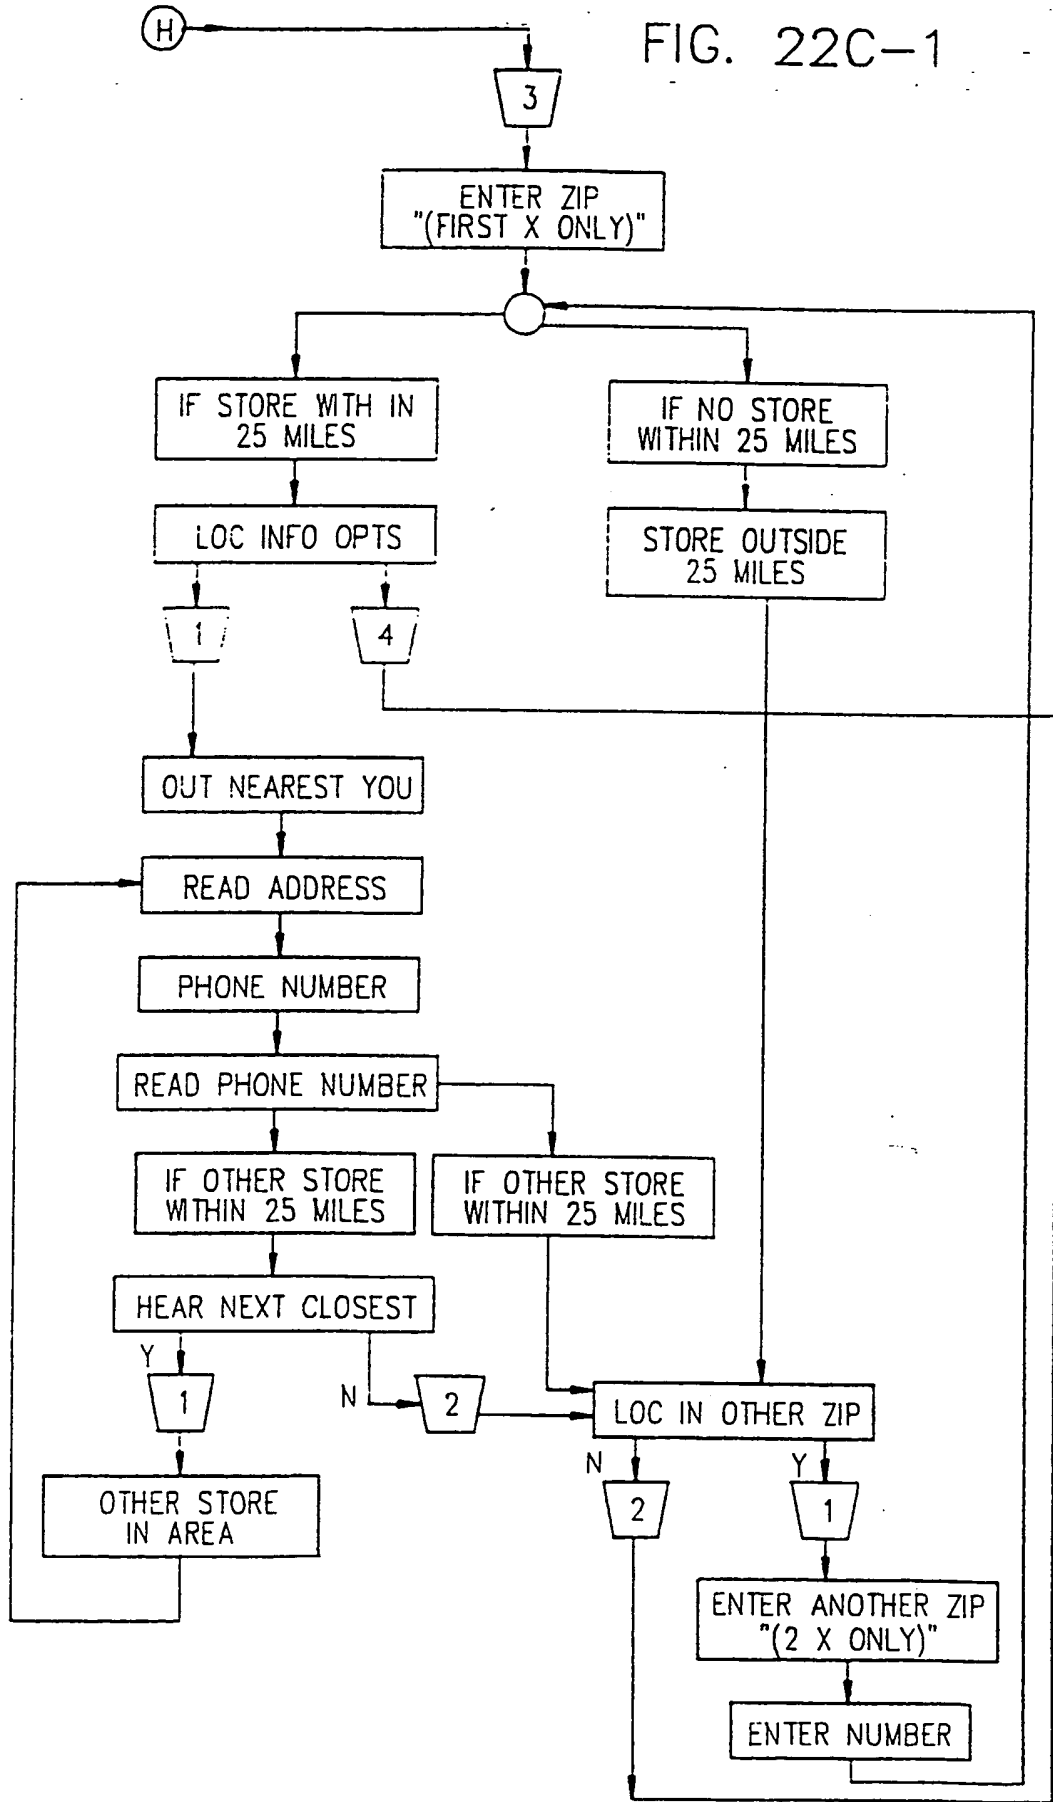 H
FIG. 22C-1
3
ENTER ZIP
"(FIRST X ONLY)"
IF STORE WITH IN
25 MILES
IF NO STORE
WITHIN 25 MILES
LOC INFO OPTS
STORE OUTSIDE
25 MILES
1
4
OUT NEAREST YOU
READ ADDRESS
PHONE NUMBER
READ PHONE NUMBER
IF OTHER STORE
WITHIN 25 MILES
IF OTHER STORE
WITHIN 25 MILES
HEAR NEXT CLOSEST
Y
1
N
2
LOC IN OTHER ZIP
N
2
Y
1
OTHER STORE
IN AREA
ENTER ANOTHER ZIP
"(2 X ONLY)"
ENTER NUMBER